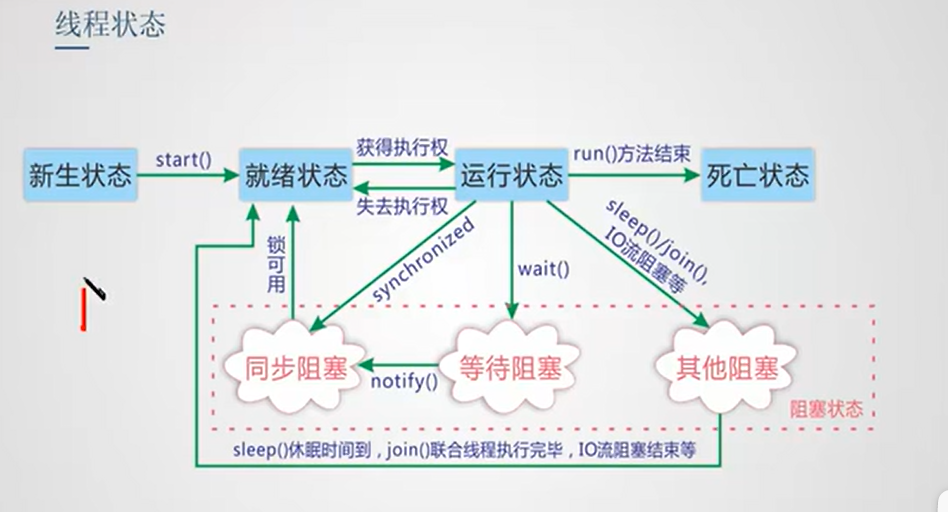 线程状态
新生状态
start()
就绪状态
获得执行权
失去执行权
运行状态
run()方法结束
死亡状态
锁可用
synchronized
wait()
sleep()/join(),
IO流阻塞等
同步阻塞
notify()
等待阻塞
其他阻塞
阻塞状态
sleep()休眠时间到，join()联合线程执行完毕，IO流阻塞结束等